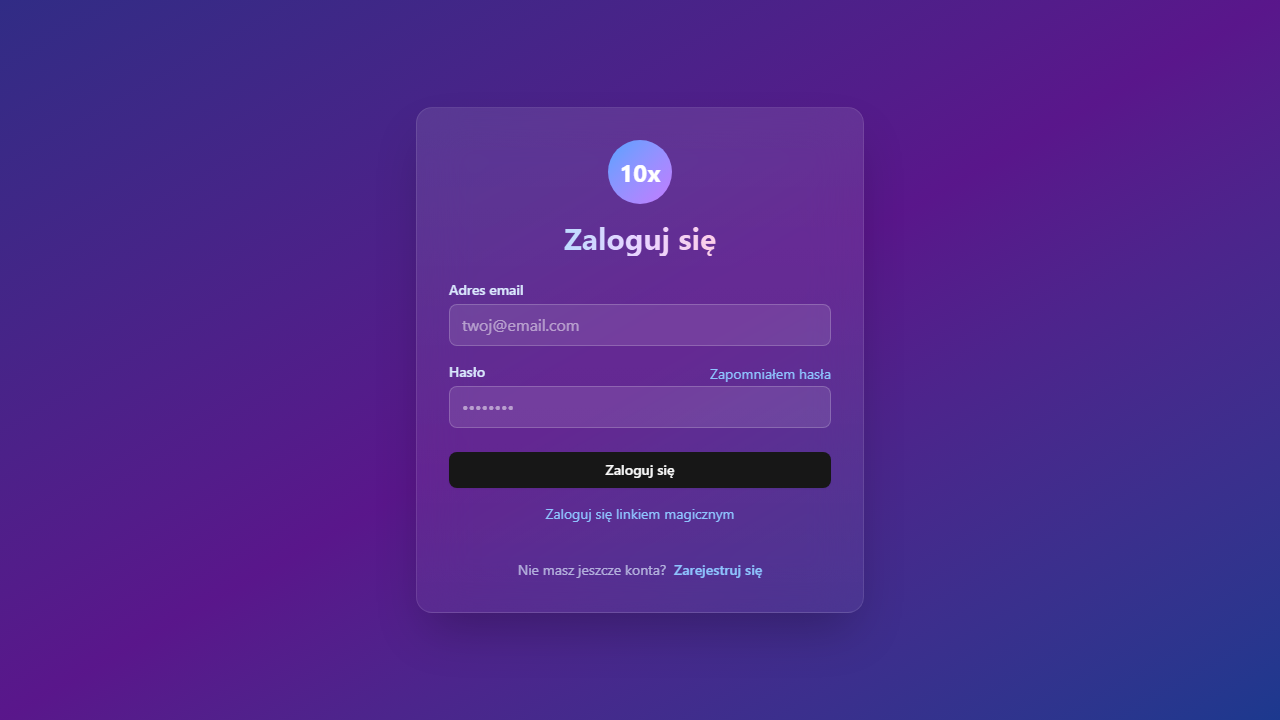 10x
Zaloguj się
Adres email
twoj@email.com
Hasło Zapomniałem hasła
••••••••
Zaloguj się
Zaloguj się linkiem magicznym
Nie masz jeszcze konta? Zarejestruj się